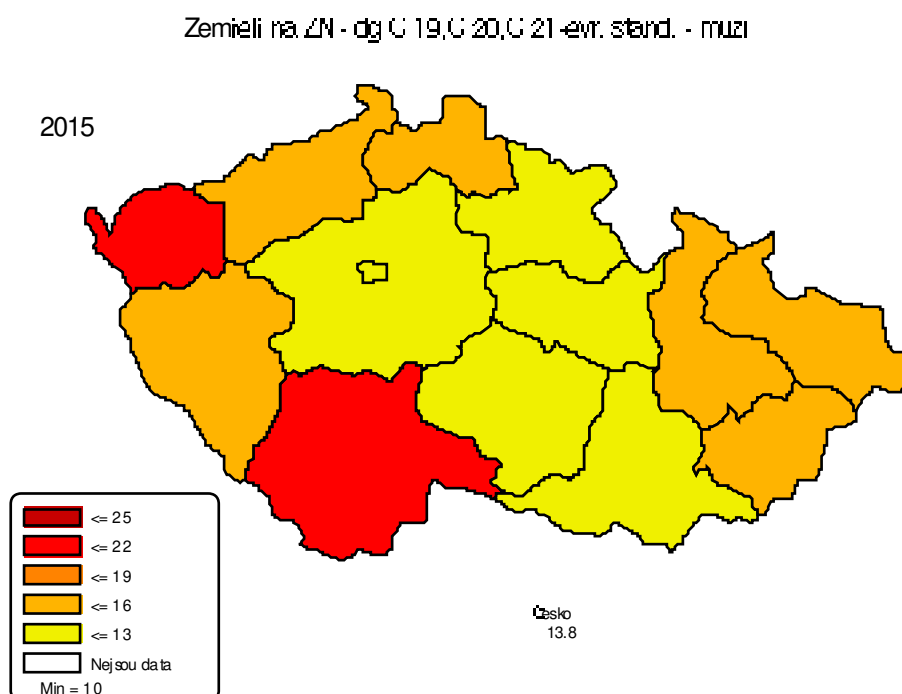 Zemřeli na ZN - dg C 19,C 20,C 21 -evr. stand. - muži
2015
<= 25
<= 22
<= 19
<= 16
<= 13
Nejsou data
Min = 10
Česko
13.8